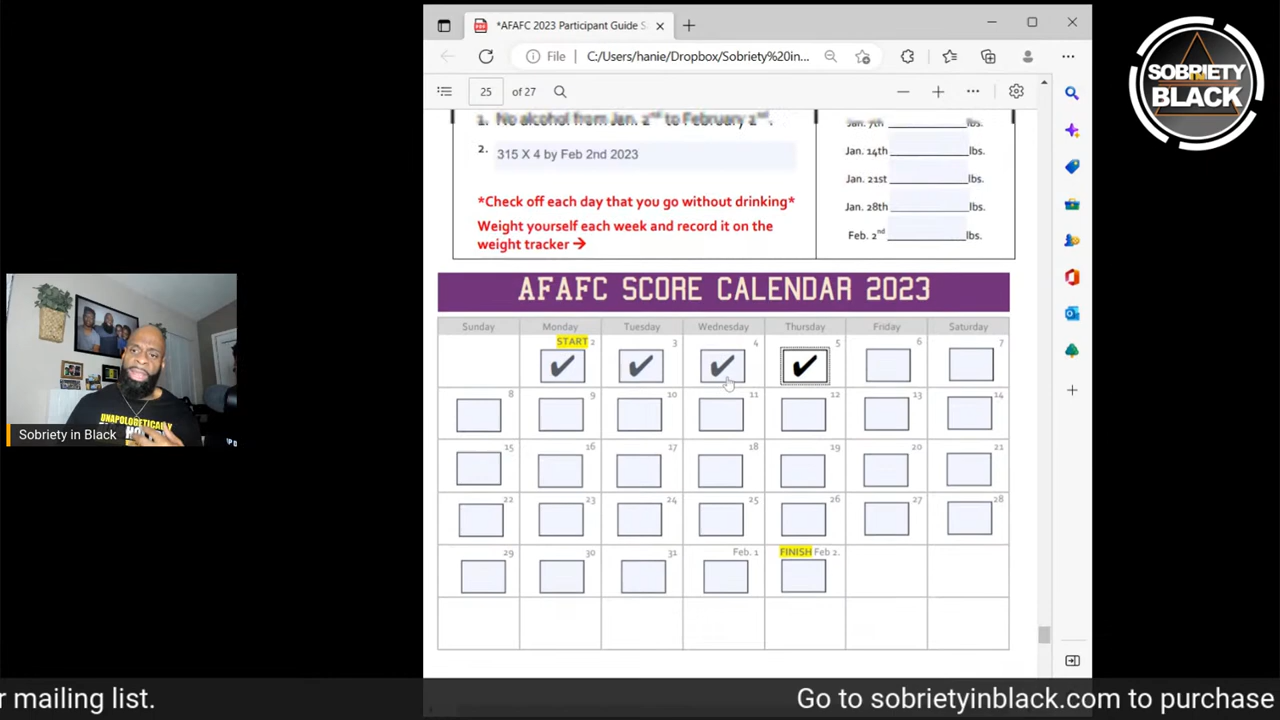 *AFAFC 2023 Participant Guide S
SOBRIETY
IN
BLACK
File
C:/Users/hanie/Dropbox/Sobriety%20in...
25
of 27
1. No alcohol from Jan. 2nd to February 1st.
Jan. 7th lbs.
2. 315 X 4 by Feb 2nd 2023
Jan. 14th lbs.
Jan. 21st lbs.
*Check off each day that you go without drinking*
Jan. 28th lbs.
Weight yourself each week and record it on the
weight tracker →
Feb. 2nd lbs.
AFAFC SCORE CALENDAR 2023
Sunday Monday Tuesday Wednesday Thursday Friday Saturday
START 2 3 4 5 6 7
8 9 10 11 12 13 14
15 16 17 18 19 20 21
22 23 24 25 26 27 28
29 30 31 Feb. 1 FINISH Feb 2.
UNAPOLOGETICALLY
Sobriety in Black
r mailing list.
Go to sobrietyinblack.com to purchase